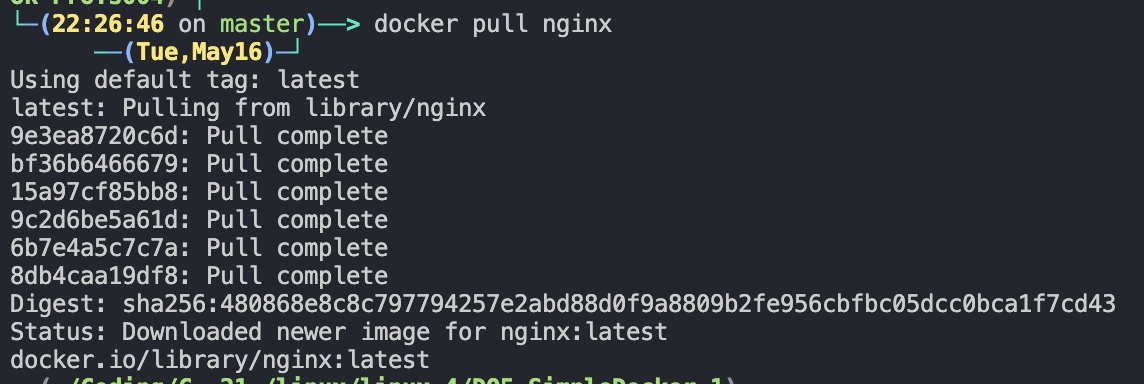 └─(22:26:46 on master)──> docker pull nginx
──(Tue,May16)─┘
Using default tag: latest
latest: Pulling from library/nginx
9e3ea8720c6d: Pull complete
bf36b6466679: Pull complete
15a97cf85bb8: Pull complete
9c2d6be5a61d: Pull complete
6b7e4a5c7c7a: Pull complete
8db4caa19df8: Pull complete
Digest: sha256:480868e8c8c797794257e2abd88d0f9a8809b2fe956cbfbc05dcc0bca1f7cd43
Status: Downloaded newer image for nginx:latest
docker.io/library/nginx:latest